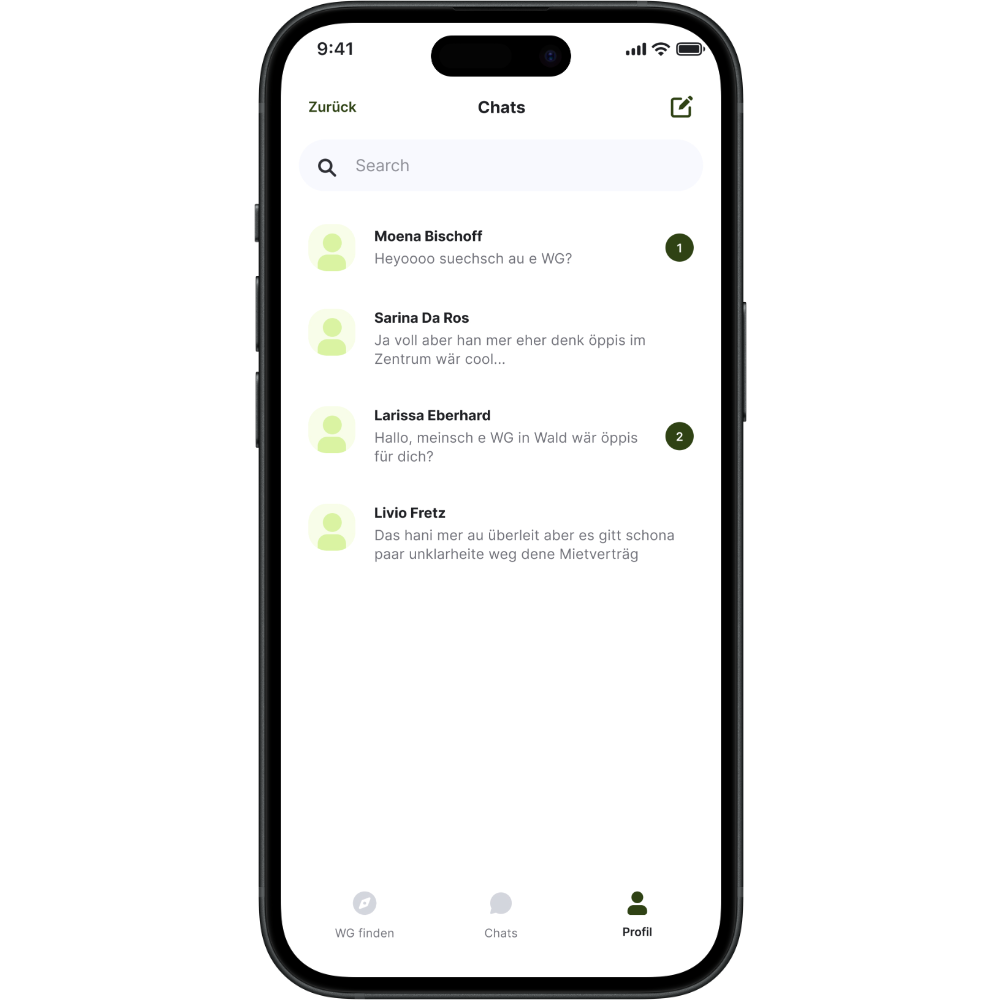 9:41
Zurück
Chats
Search
Moena Bischoff
Heyoooo suechsch au e WG?
1
Sarina Da Ros
Ja voll aber han mer eher denk öppis im
Zentrum wär cool...
Larissa Eberhard
Hallo, meinsch e WG in Wald wär öppis
für dich?
2
Livio Fretz
Das hani mer au überleit aber es gitt schona
paar unklarheite weg dene Mietverträg
WG finden
Chats
Profil